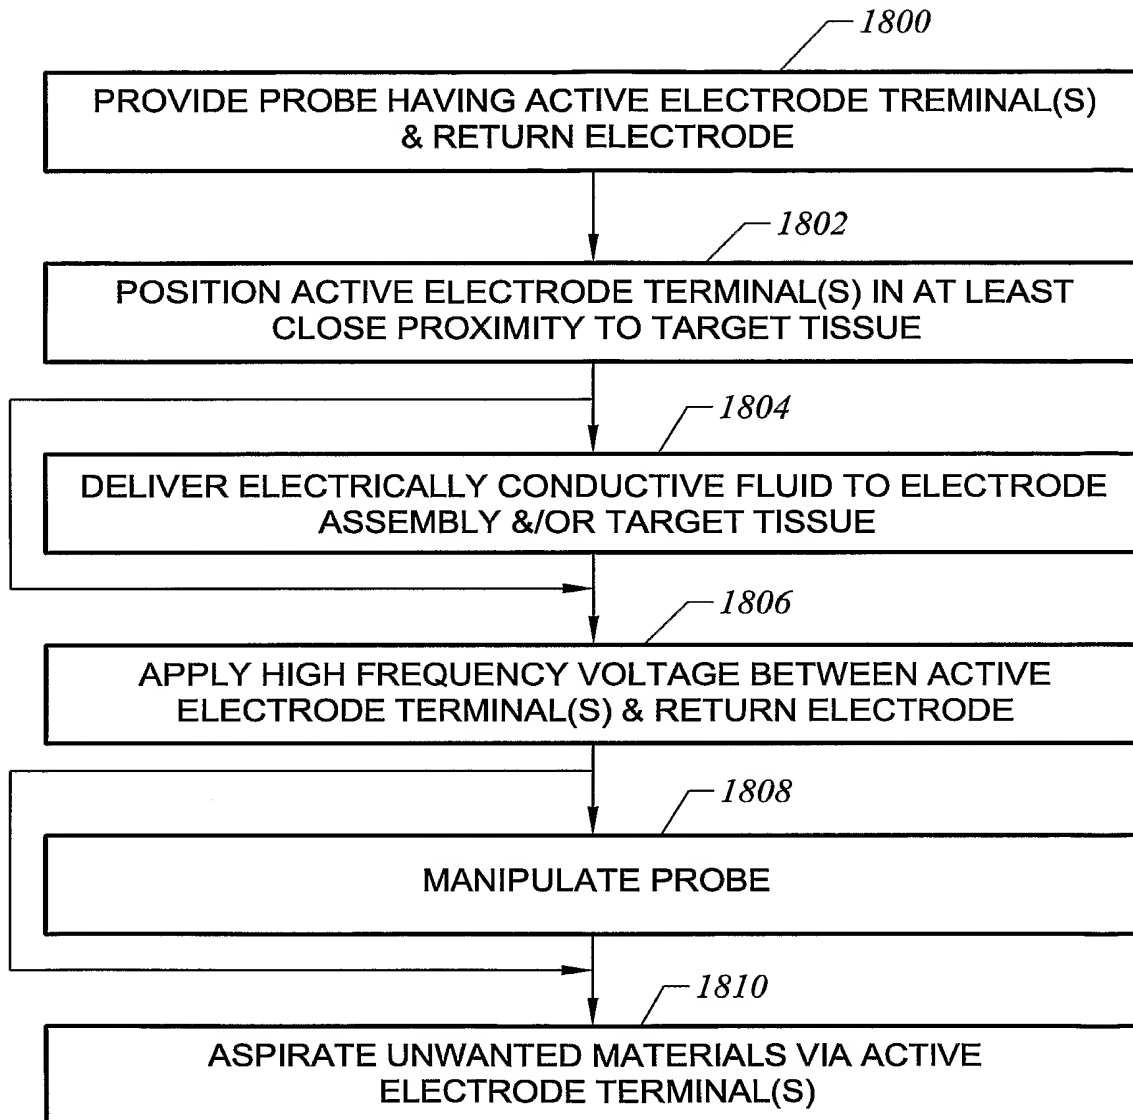 1800
PROVIDE PROBE HAVING ACTIVE ELECTRODE TREMINAL(S)
& RETURN ELECTRODE
1802
POSITION ACTIVE ELECTRODE TERMINAL(S) IN AT LEAST
CLOSE PROXIMITY TO TARGET TISSUE
1804
DELIVER ELECTRICALLY CONDUCTIVE FLUID TO ELECTRODE
ASSEMBLY &/OR TARGET TISSUE
1806
APPLY HIGH FREQUENCY VOLTAGE BETWEEN ACTIVE
ELECTRODE TERMINAL(S) & RETURN ELECTRODE
1808
MANIPULATE PROBE
1810
ASPIRATE UNWANTED MATERIALS VIA ACTIVE
ELECTRODE TERMINAL(S)